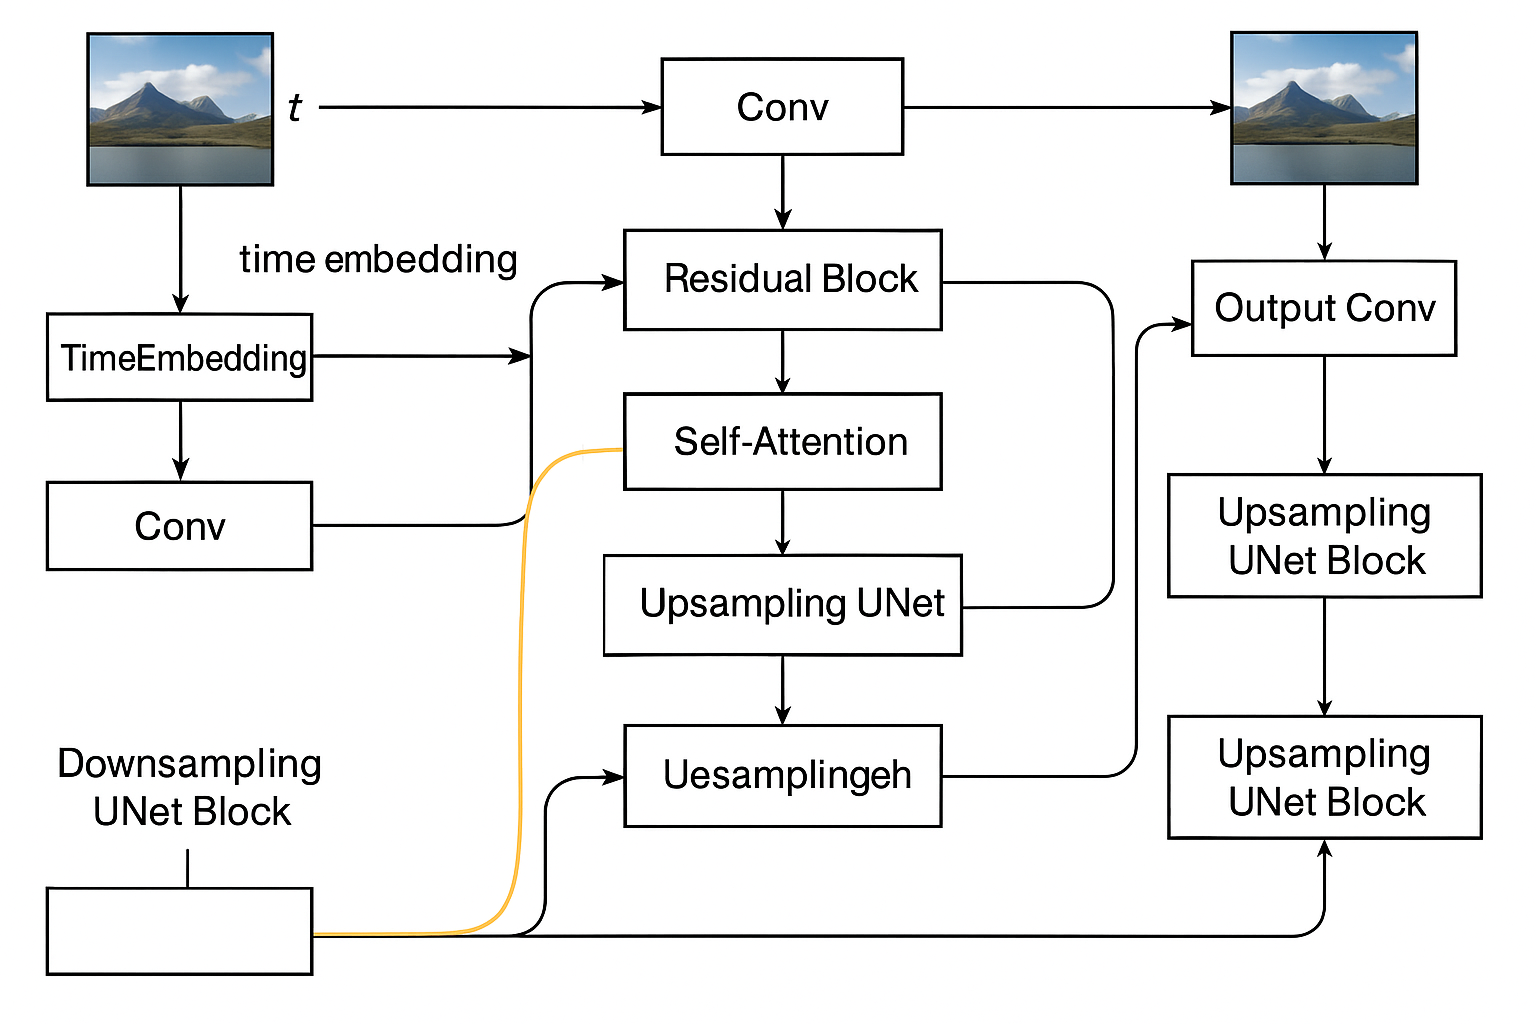 t
Conv
time embedding
TimeEmbedding
Conv
Residual Block
Self-Attention
Upsampling UNet
Uesamplingeh
Downsampling
UNet Block
Output Conv
Upsampling
UNet Block
Upsampling
UNet Block